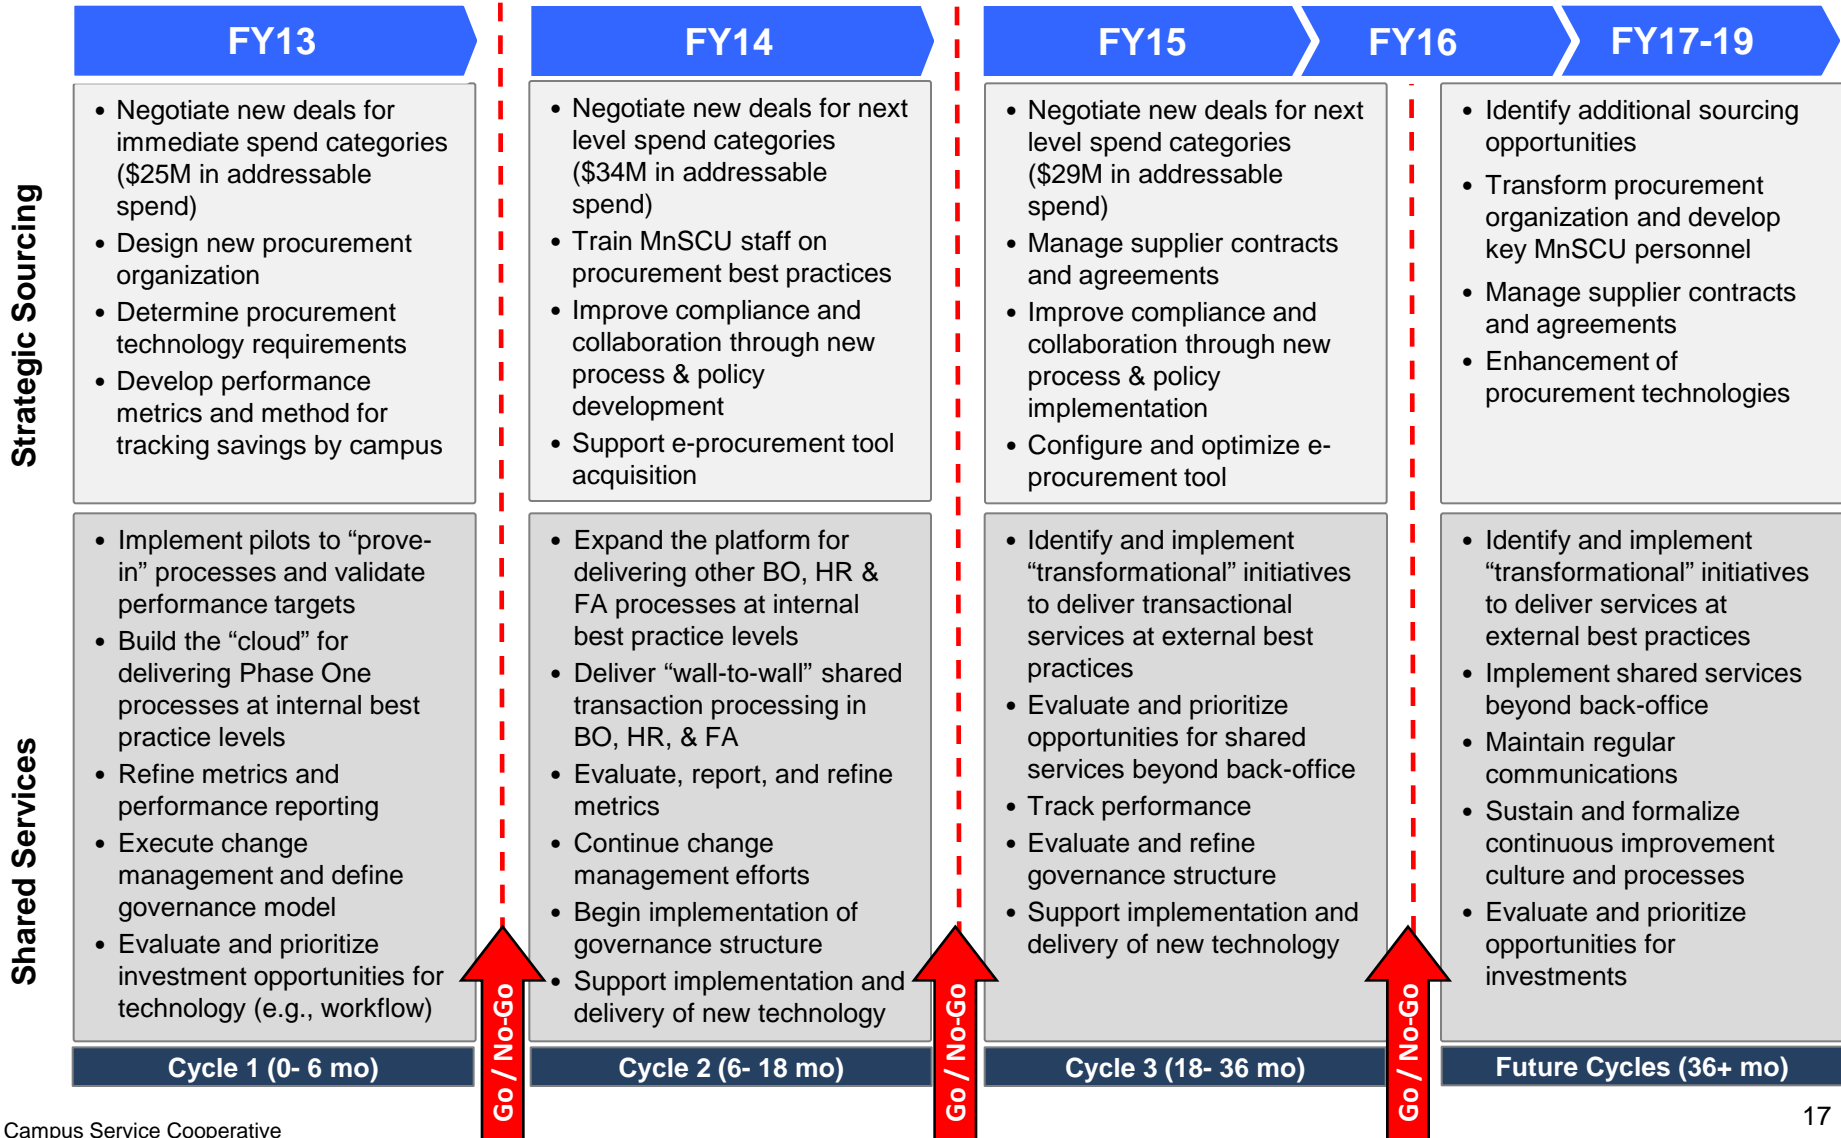 FY13
FY14
FY15
FY16
FY17-19
Strategic Sourcing
• Negotiate new deals for
immediate spend categories
($25M in addressable
spend)
• Design new procurement
organization
• Determine procurement
technology requirements
• Develop performance
metrics and method for
tracking savings by campus
• Negotiate new deals for next
level spend categories
($34M in addressable
spend)
• Train MnSCU staff on
procurement best practices
• Improve compliance and
collaboration through new
process & policy
development
• Support e-procurement tool
acquisition
• Negotiate new deals for next
level spend categories
($29M in addressable
spend)
• Manage supplier contracts
and agreements
• Improve compliance and
collaboration through new
process & policy
implementation
• Configure and optimize e-
procurement tool
• Identify additional sourcing
opportunities
• Transform procurement
organization and develop
key MnSCU personnel
• Manage supplier contracts
and agreements
• Enhancement of
procurement technologies
Shared Services
• Implement pilots to “prove-
in” processes and validate
performance targets
• Build the “cloud” for
delivering Phase One
processes at internal best
practice levels
• Refine metrics and
performance reporting
• Execute change
management and define
governance model
• Evaluate and prioritize
investment opportunities for
technology (e.g., workflow)
• Expand the platform for
delivering other BO, HR &
FA processes at internal
best practice levels
• Deliver “wall-to-wall” shared
transaction processing in
BO, HR, & FA
• Evaluate, report, and refine
metrics
• Continue change
management efforts
• Begin implementation of
governance structure
• Support implementation and
delivery of new technology
• Identify and implement
“transformational” initiatives
to deliver transactional
services at external best
practices
• Evaluate and prioritize
opportunities for shared
services beyond back-office
• Track performance
• Evaluate and refine
governance structure
• Support implementation and
delivery of new technology
• Identify and implement
“transformational” initiatives
to deliver services at
external best practices
• Implement shared services
beyond back-office
• Maintain regular
communications
• Sustain and formalize
continuous improvement
culture and processes
• Evaluate and prioritize
opportunities for
investments
Cycle 1 (0- 6 mo)
Go / No-Go
Cycle 2 (6- 18 mo)
Go / No-Go
Cycle 3 (18- 36 mo)
Go / No-Go
Future Cycles (36+ mo)
Campus Service Cooperative
17